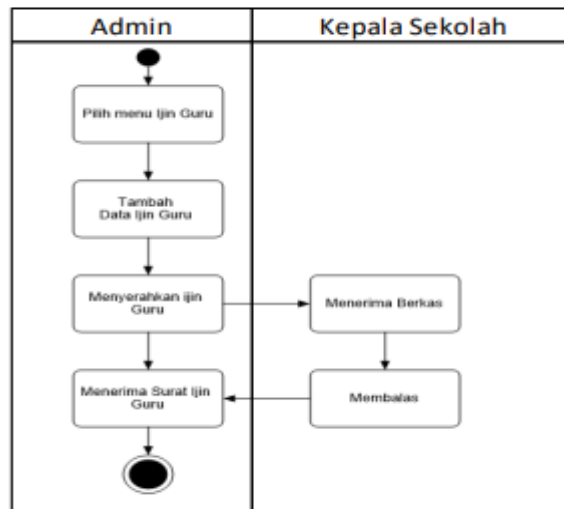 Admin
Kepala Sekolah
Pilih menu Ijin Guru
Tambah
Data Ijin Guru
Menyerahkan ijin
Guru
Menerima Berkas
Menerima Surat Ijin
Guru
Membalas